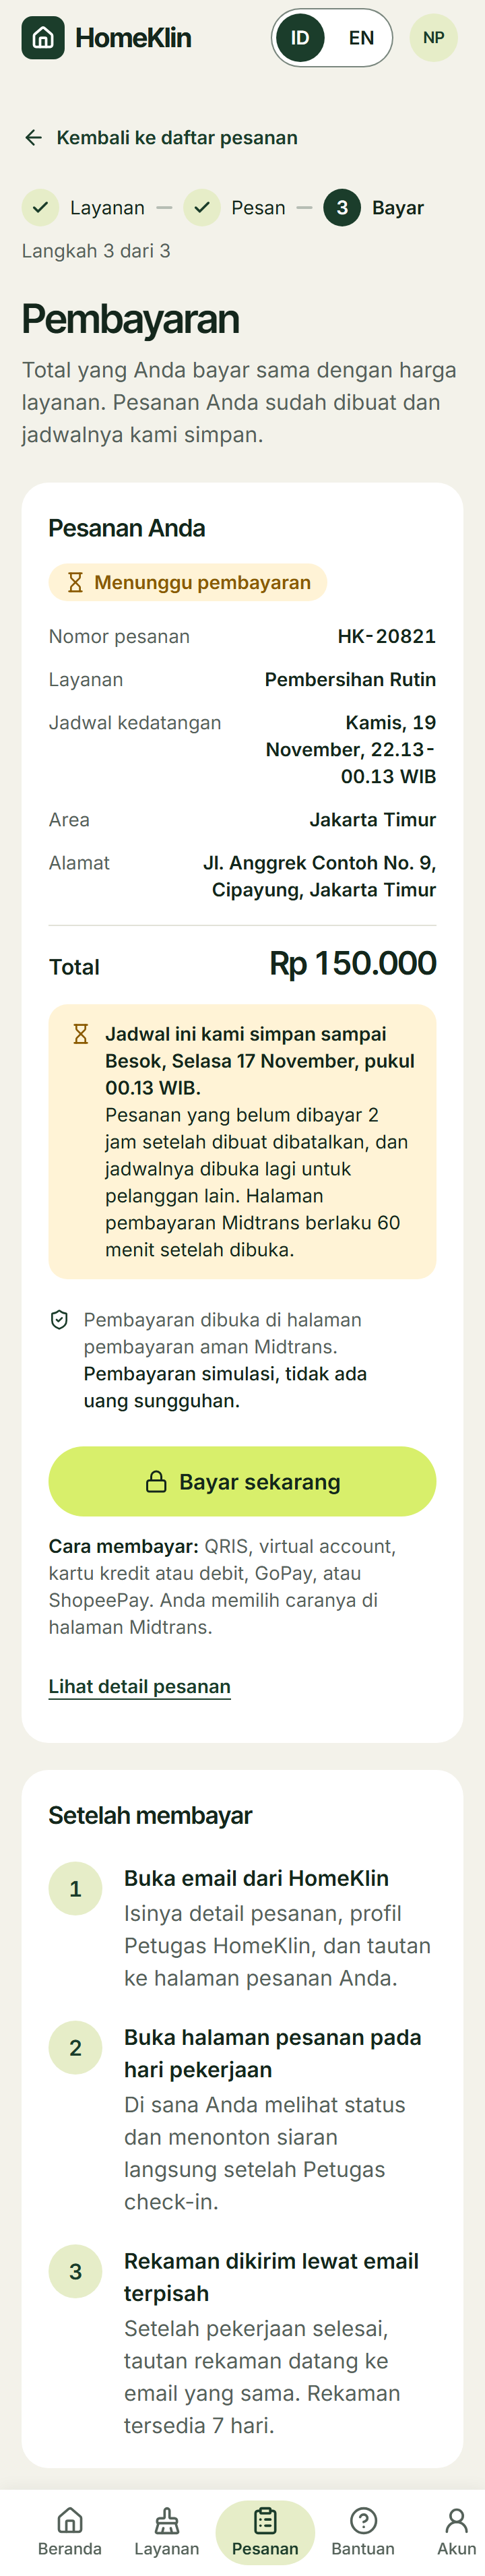 HomeKlin
ID
EN
NP
Kembali ke daftar pesanan
Layanan
Pesan
3 Bayar
Langkah 3 dari 3
Pembayaran
Total yang Anda bayar sama dengan harga
layanan. Pesanan Anda sudah dibuat dan
jadwalnya kami simpan.
Pesanan Anda
Menunggu pembayaran
Nomor pesanan HK-20821
Layanan Pembersihan Rutin
Jadwal kedatangan Kamis, 19
November, 22.13-
00.13 WIB
Area Jakarta Timur
Alamat Jl. Anggrek Contoh No. 9,
Cipayung, Jakarta Timur
Total Rp 150.000
Jadwal ini kami simpan sampai
Besok, Selasa 17 November, pukul
00.13 WIB.
Pesanan yang belum dibayar 2
jam setelah dibuat dibatalkan, dan
jadwalnya dibuka lagi untuk
pelanggan lain. Halaman
pembayaran Midtrans berlaku 60
menit setelah dibuka.
Pembayaran dibuka di halaman
pembayaran aman Midtrans.
Pembayaran simulasi, tidak ada
uang sungguhan.
Bayar sekarang
Cara membayar: QRIS, virtual account,
kartu kredit atau debit, GoPay, atau
ShopeePay. Anda memilih caranya di
halaman Midtrans.
Lihat detail pesanan
Setelah membayar
1
Buka email dari HomeKlin
Isinya detail pesanan, profil
Petugas HomeKlin, dan tautan
ke halaman pesanan Anda.
2
Buka halaman pesanan pada
hari pekerjaan
Di sana Anda melihat status
dan menonton siaran
langsung setelah Petugas
check-in.
3
Rekaman dikirim lewat email
terpisah
Setelah pekerjaan selesai,
tautan rekaman datang ke
email yang sama. Rekaman
tersedia 7 hari.
Beranda
Layanan
Pesanan
Bantuan
Akun